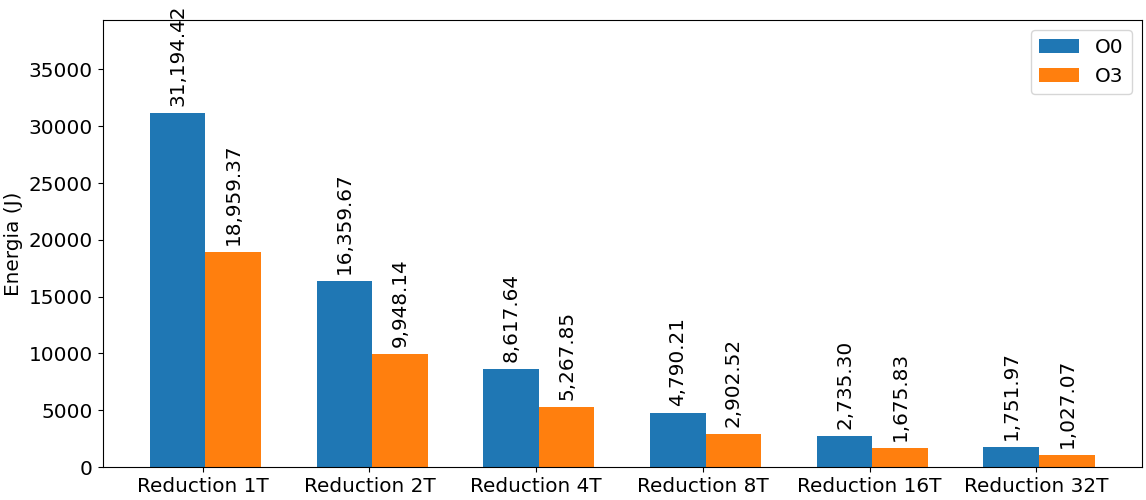 Energia (J)
35000
30000
25000
20000
15000
10000
5000
0
31,194.42
18,959.37
16,359.67
9,948.14
8,617.64
5,267.85
4,790.21
2,902.52
2,735.30
1,675.83
1,751.97
1,027.07
O0
O3
Reduction 1T
Reduction 2T
Reduction 4T
Reduction 8T
Reduction 16T
Reduction 32T